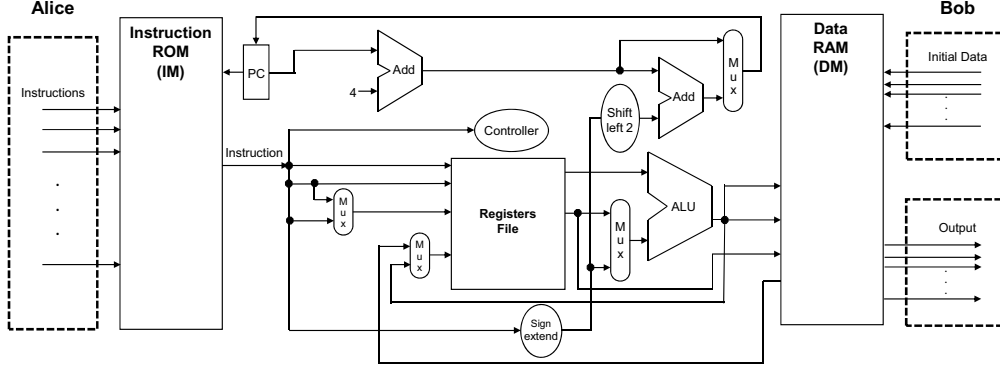 Alice
Bob
Instruction
ROM
(IM)
Data
RAM
(DM)
Instructions
Initial Data
PC
Add
4
Mux
Add
Shift
left 2
Controller
Instruction
Mux
Registers
File
Mux
Mux
ALU
Output
Sign
extend
. . .
. . .
. . .